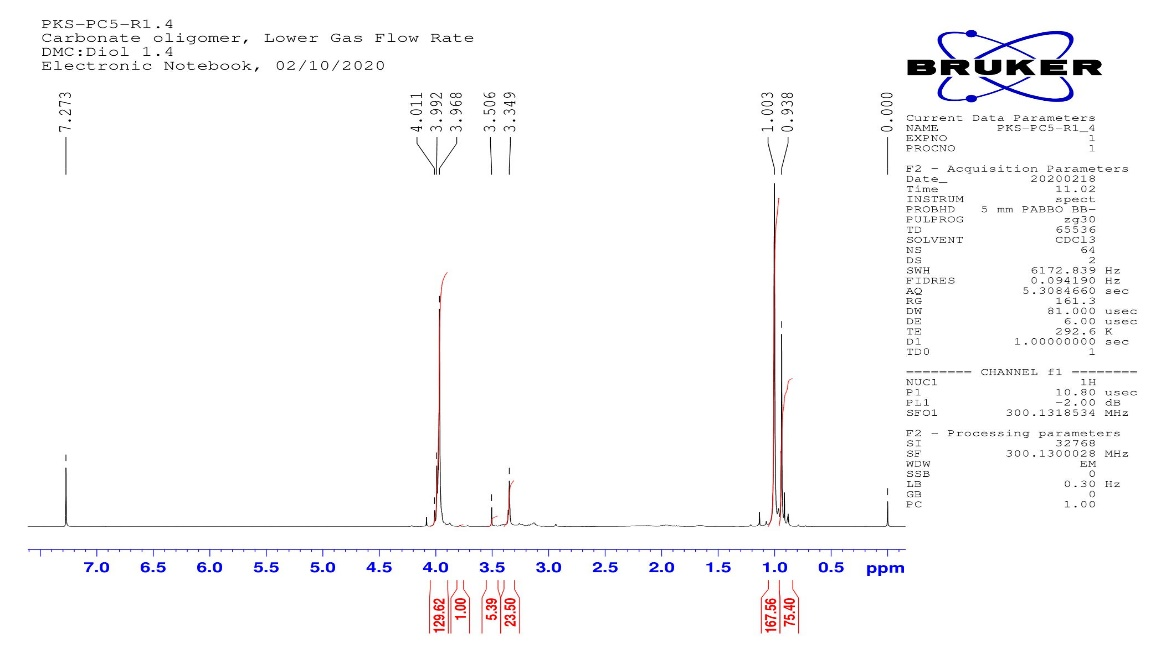 PKS-PC5-R1.4
Carbonate oligomer, Lower Gas Flow Rate
DMC:Diol 1.4
Electronic Notebook, 02/10/2020
7.273
4.011
3.992
3.968
3.506
3.349
1.003
0.938
0.000
BRUKER
Current Data Parameters
NAME PKS-PC5-R1_4
EXPNO 1
PROCNO 1
F2 - Acquisition Parameters
Date_ 20200218
Time 11.02
INSTRUM spect
PROBHD 5 mm PABBO BB-
PULPROG zg30
TD 65536
SOLVENT CDCl3
NS 64
DS 2
SWH 6172.839 Hz
FIDRES 0.094190 Hz
AQ 5.3084660 sec
RG 161.3
DW 81.000 usec
DE 6.00 usec
TE 292.6 K
D1 1.00000000 sec
TD0 1
======== CHANNEL f1 ========
NUC1 1H
P1 10.80 usec
PL1 -2.00 dB
SFO1 300.1318534 MHz
F2 - Processing parameters
SI 32768
SF 300.1300028 MHz
WDW EM
SSB 0
LB 0.30 Hz
GB 0
PC 1.00
7.0 6.5 6.0 5.5 5.0 4.5 4.0 3.5 3.0 2.5 2.0 1.5 1.0 0.5 ppm
129.62
1.00
5.39
23.50
167.56
75.40